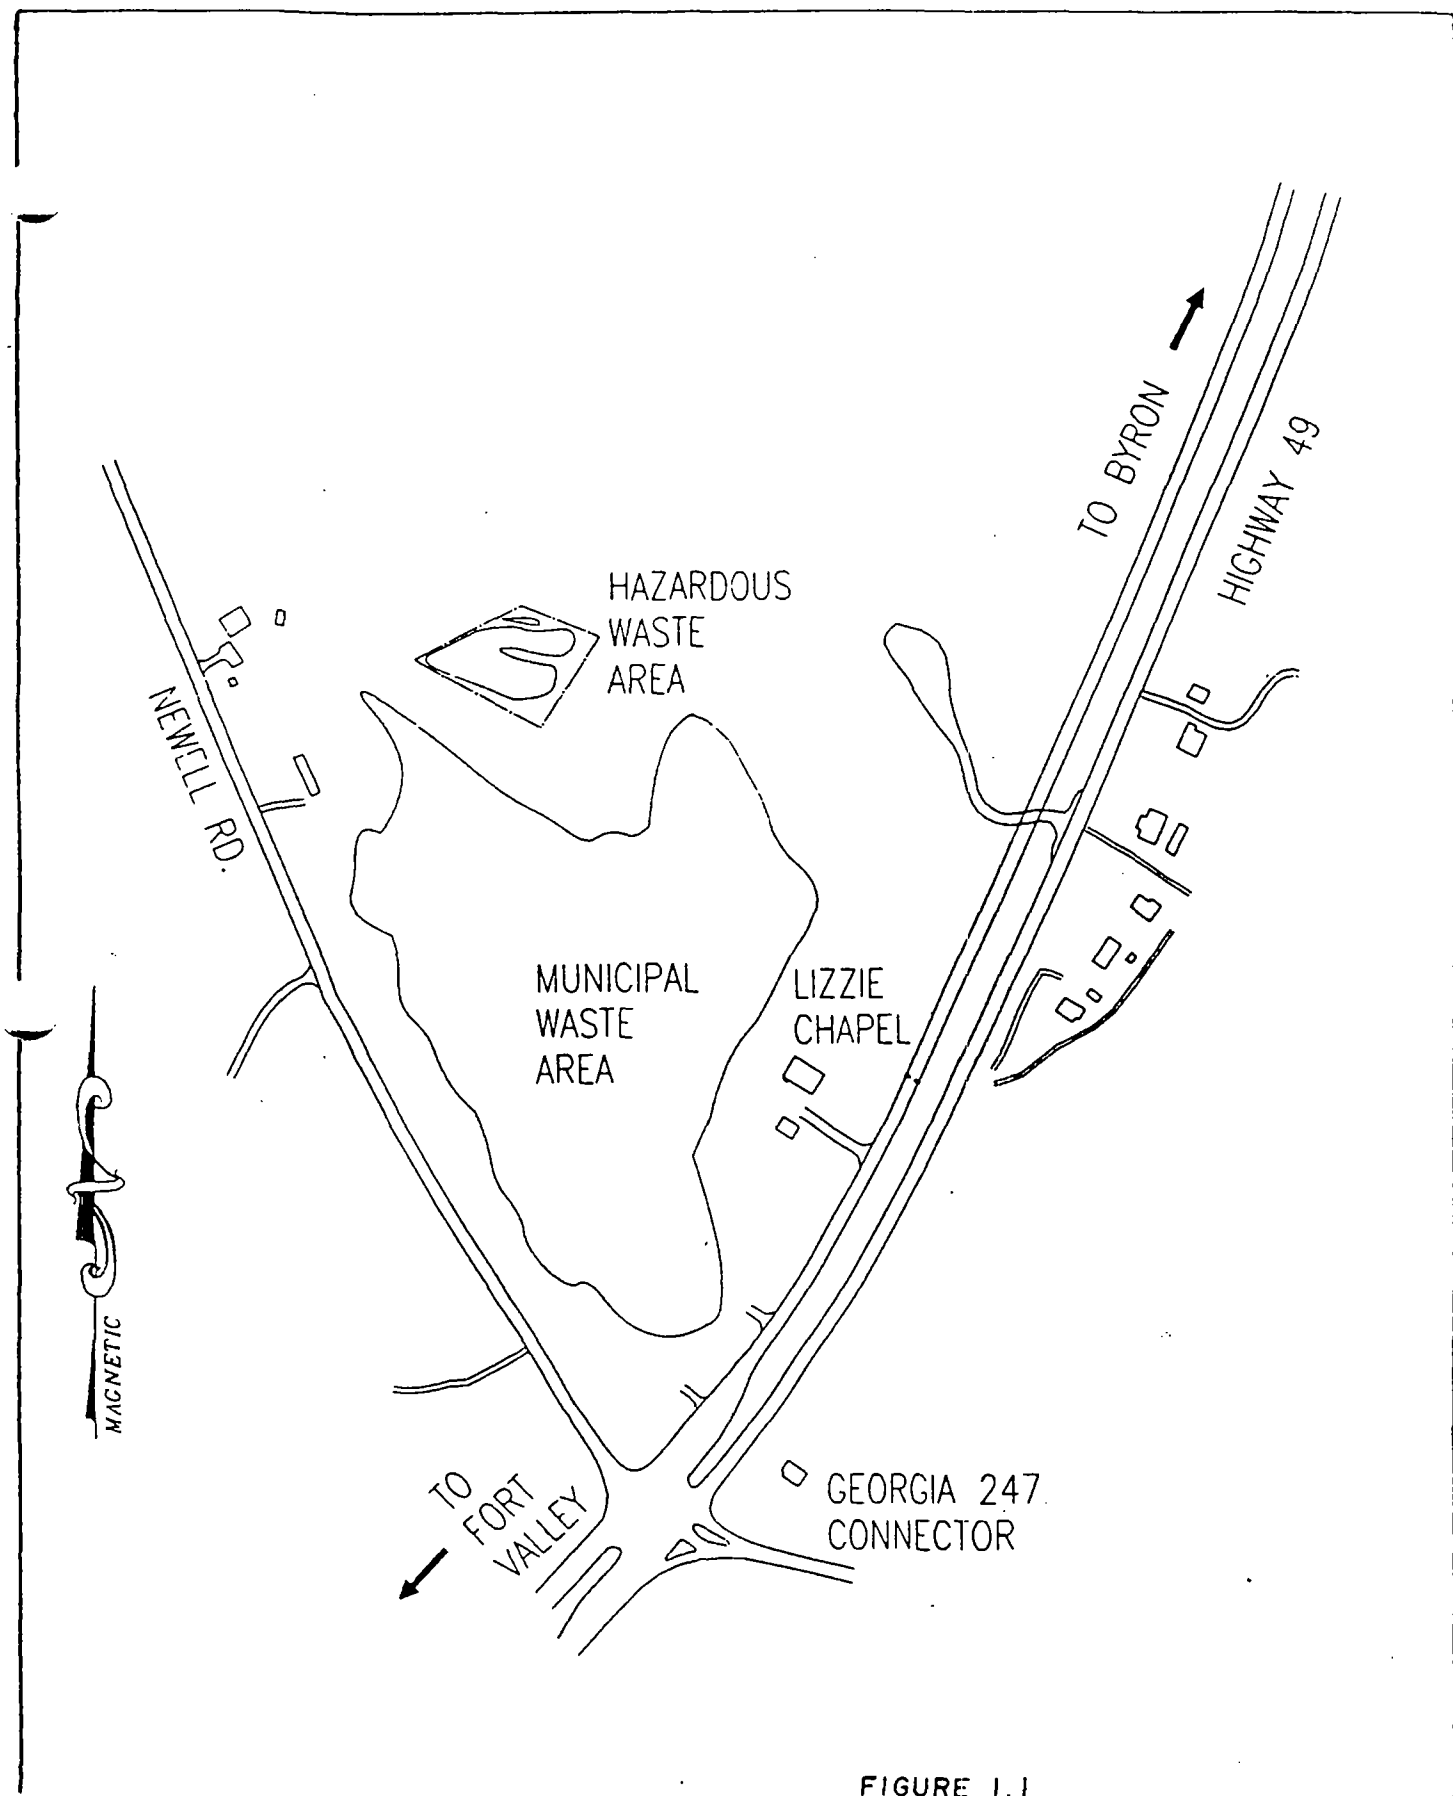 TO BYRON
HIGHWAY 49
HAZARDOUS
WASTE
AREA
NEWELL RD.
MUNICIPAL
WASTE
AREA
LIZZIE
CHAPEL
MAGNETIC
TO
FORT
VALLEY
GEORGIA 247
CONNECTOR
FIGURE 1.1